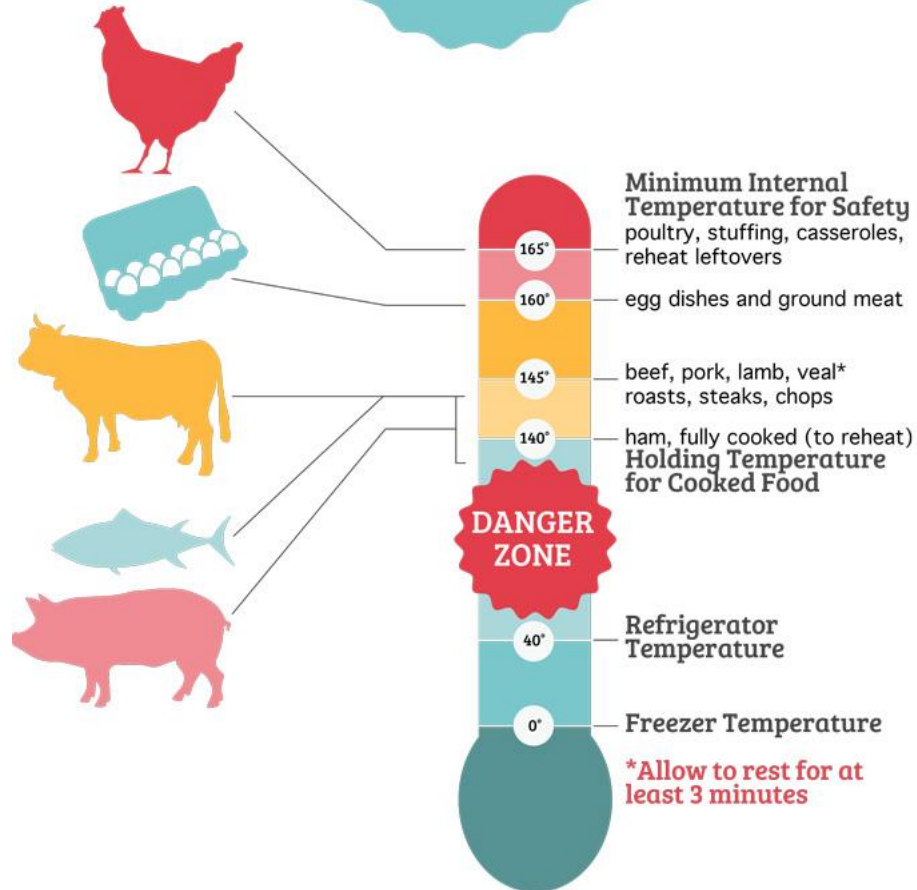 Minimum Internal
Temperature for Safety
165°
poultry, stuffing, casseroles,
reheat leftovers
160°
egg dishes and ground meat
145°
beef, pork, lamb, veal*
roasts, steaks, chops
140°
ham, fully cooked (to reheat)
Holding Temperature
for Cooked Food
DANGER
ZONE
40°
Refrigerator
Temperature
0°
Freezer Temperature
*Allow to rest for at
least 3 minutes